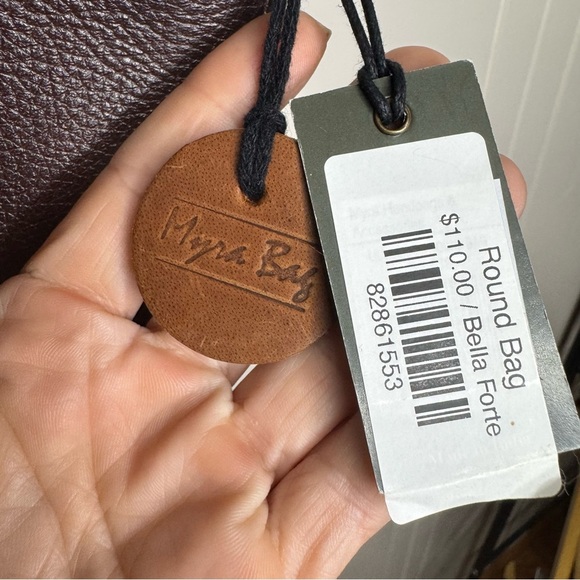 Myra Bag
Round Bag
$110.00 / Bella Forte
82861553